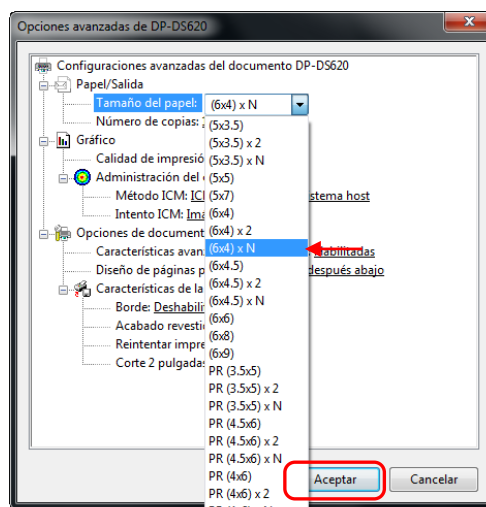 Opciones avanzadas de DP-DS620
Configuraciones avanzadas del documento DP-DS620
Papel/Salida
Tamaño del papel: (6x4) x N
Número de copias:
(5x3.5)
Gráfico
(5x3.5) x 2
Calidad de impresió
(5x3.5) x N
Administración del
(5x5)
Método ICM: stema host
(5x7)
Intento ICM:
(6x4)
Opciones de document
(6x4) x 2
Características avan habilitadas
(6x4) x N
Diseño de páginas p después abajo
(6x4.5)
Características de la
(6x4.5) x 2
Borde: Deshabili
(6x4.5) x N
Acabado revesti
(6x6)
Reintentar impre
(6x8)
Corte 2 pulgadas
(6x9)
PR (3.5x5)
PR (3.5x5) x 2
PR (3.5x5) x N
PR (4.5x6)
PR (4.5x6) x 2
PR (4.5x6) x N
PR (4x6)
PR (4x6) x 2
Aceptar
Cancelar